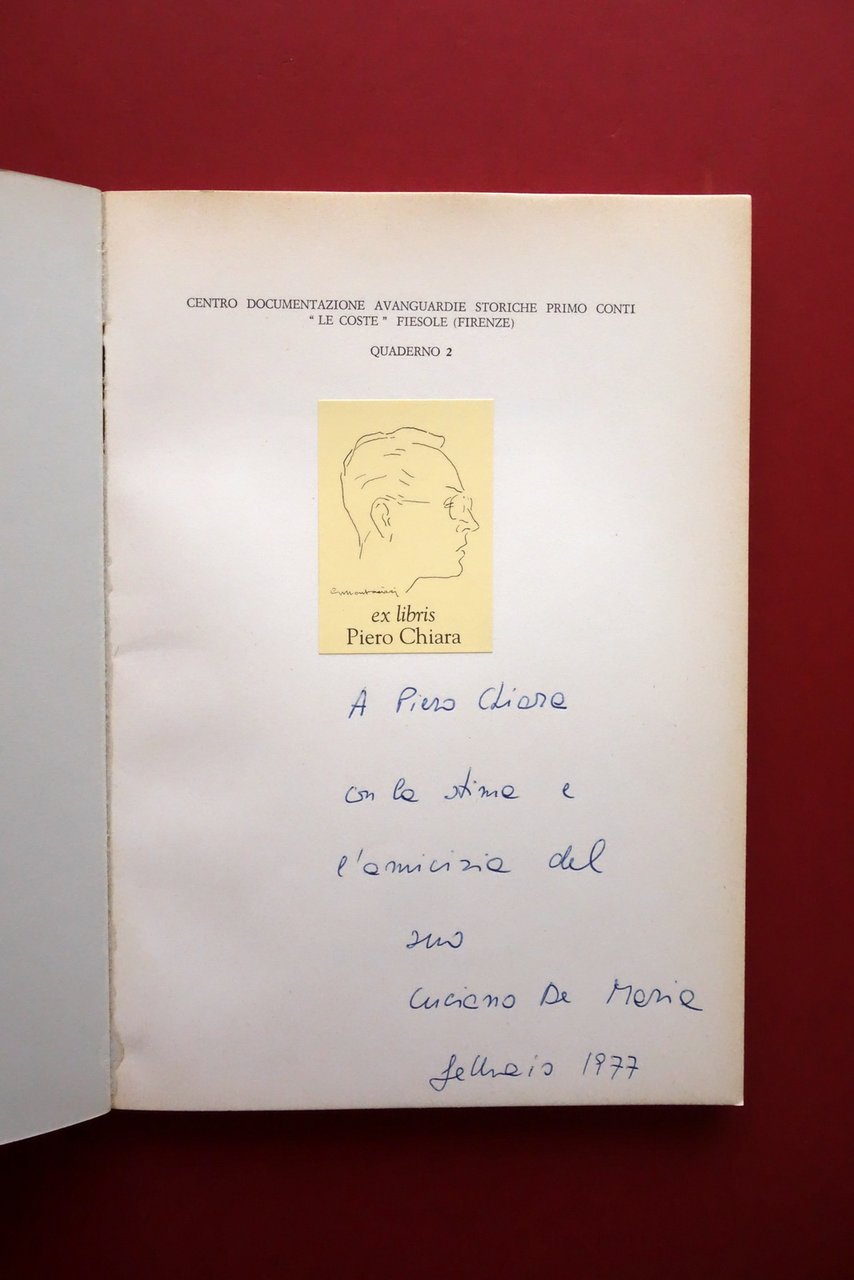 CENTRO DOCUMENTAZIONE AVANGUARDIE STORICHE PRIMO CONTI
“ LE COSTE ” FIESOLE (FIRENZE)
QUADERNO 2
ex libris
Piero Chiara
A Piero Chiara
con la stima e
l'amicizia del
suo
Luciano De Maria
gennaio 1977